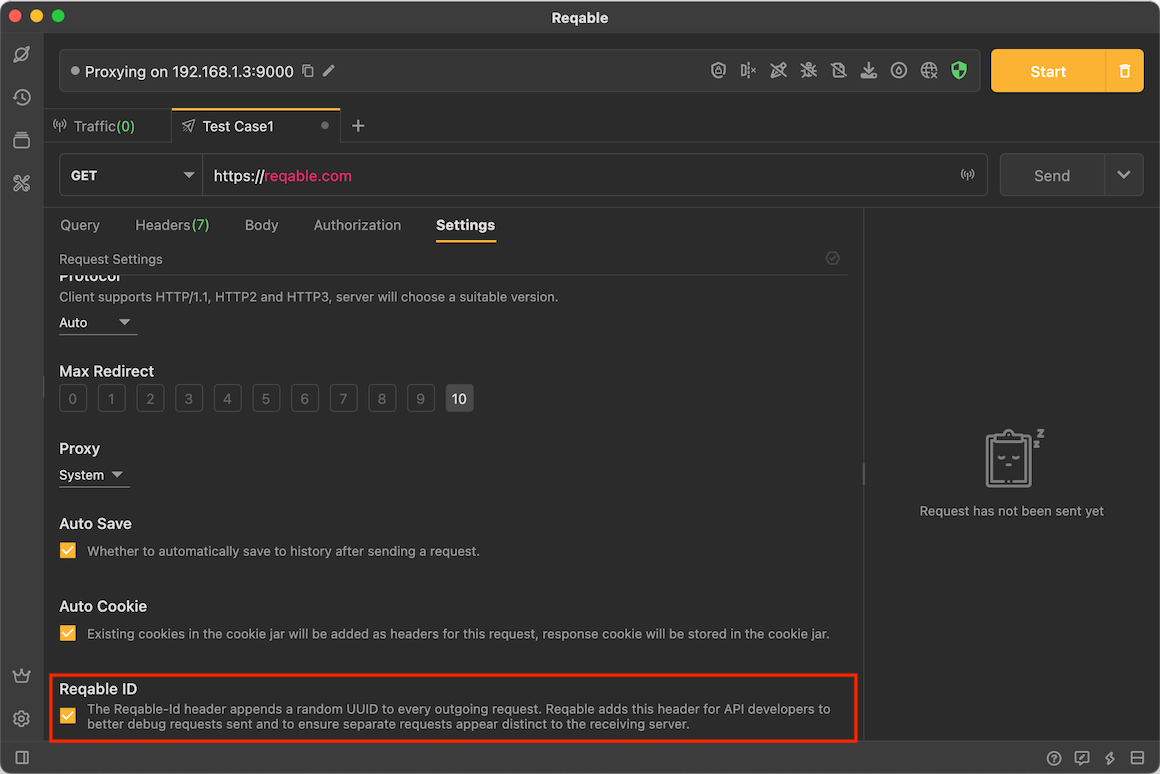 Reqable
Proxying on 192.168.1.3:9000
Start
Traffic(0)
Test Case1
GET
https://reqable.com
Send
Query
Headers(7)
Body
Authorization
Settings
Request Settings
Protocol
Client supports HTTP/1.1, HTTP2 and HTTP3, server will choose a suitable version.
Auto
Max Redirect
0 1 2 3 4 5 6 7 8 9 10
Proxy
System
Auto Save
Whether to automatically save to history after sending a request.
Auto Cookie
Existing cookies in the cookie jar will be added as headers for this request, response cookie will be stored in the cookie jar.
Reqable ID
The Reqable-Id header appends a random UUID to every outgoing request. Reqable adds this header for API developers to
better debug requests sent and to ensure separate requests appear distinct to the receiving server.
z
z
Request has not been sent yet